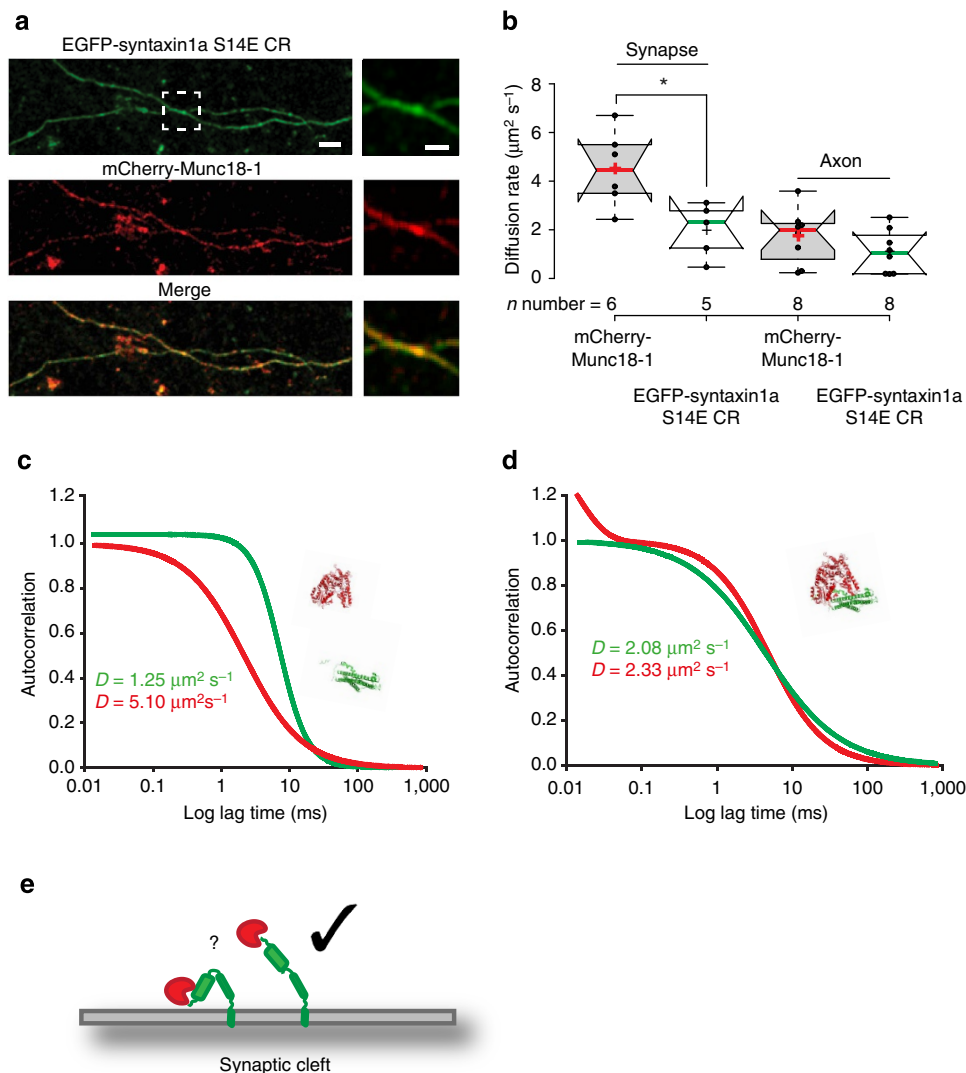 a
EGFP-syntaxin1a S14E CR
mCherry-Munc18-1
Merge
b
Synapse
*
Axon
Diffusion rate (μm² s⁻¹)
8
6
4
2
0
n number = 6 5 8 8
mCherry-
Munc18-1
mCherry-
Munc18-1
EGFP-syntaxin1a
S14E CR
EGFP-syntaxin1a
S14E CR
c
Autocorrelation
1.2
1.0
0.8
0.6
0.4
0.2
0.0
D = 1.25 μm² s⁻¹
D = 5.10 μm²s⁻¹
0.01 0.1 1 10 100 1,000
Log lag time (ms)
d
Autocorrelation
1.2
1.0
0.8
0.6
0.4
0.2
0.0
D = 2.08 μm² s⁻¹
D = 2.33 μm² s⁻¹
0.01 0.1 1 10 100 1,000
Log lag time (ms)
e
?
Synaptic cleft